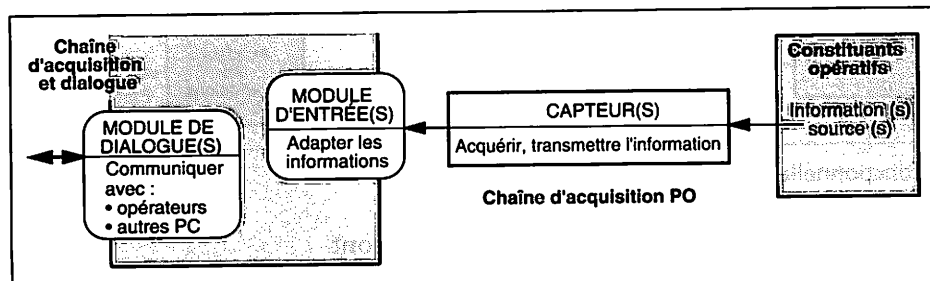 Chaîne
d'acquisition
et dialogue
MODULE DE
DIALOGUE(S)
Communiquer
avec :
• opérateurs
• autres PC
MODULE
D'ENTRÉE(S)
Adapter les
informations
CAPTEUR(S)
Acquérir, transmettre l'information
Chaîne d'acquisition PO
Constituants
opératifs
Information (s)
source (s)